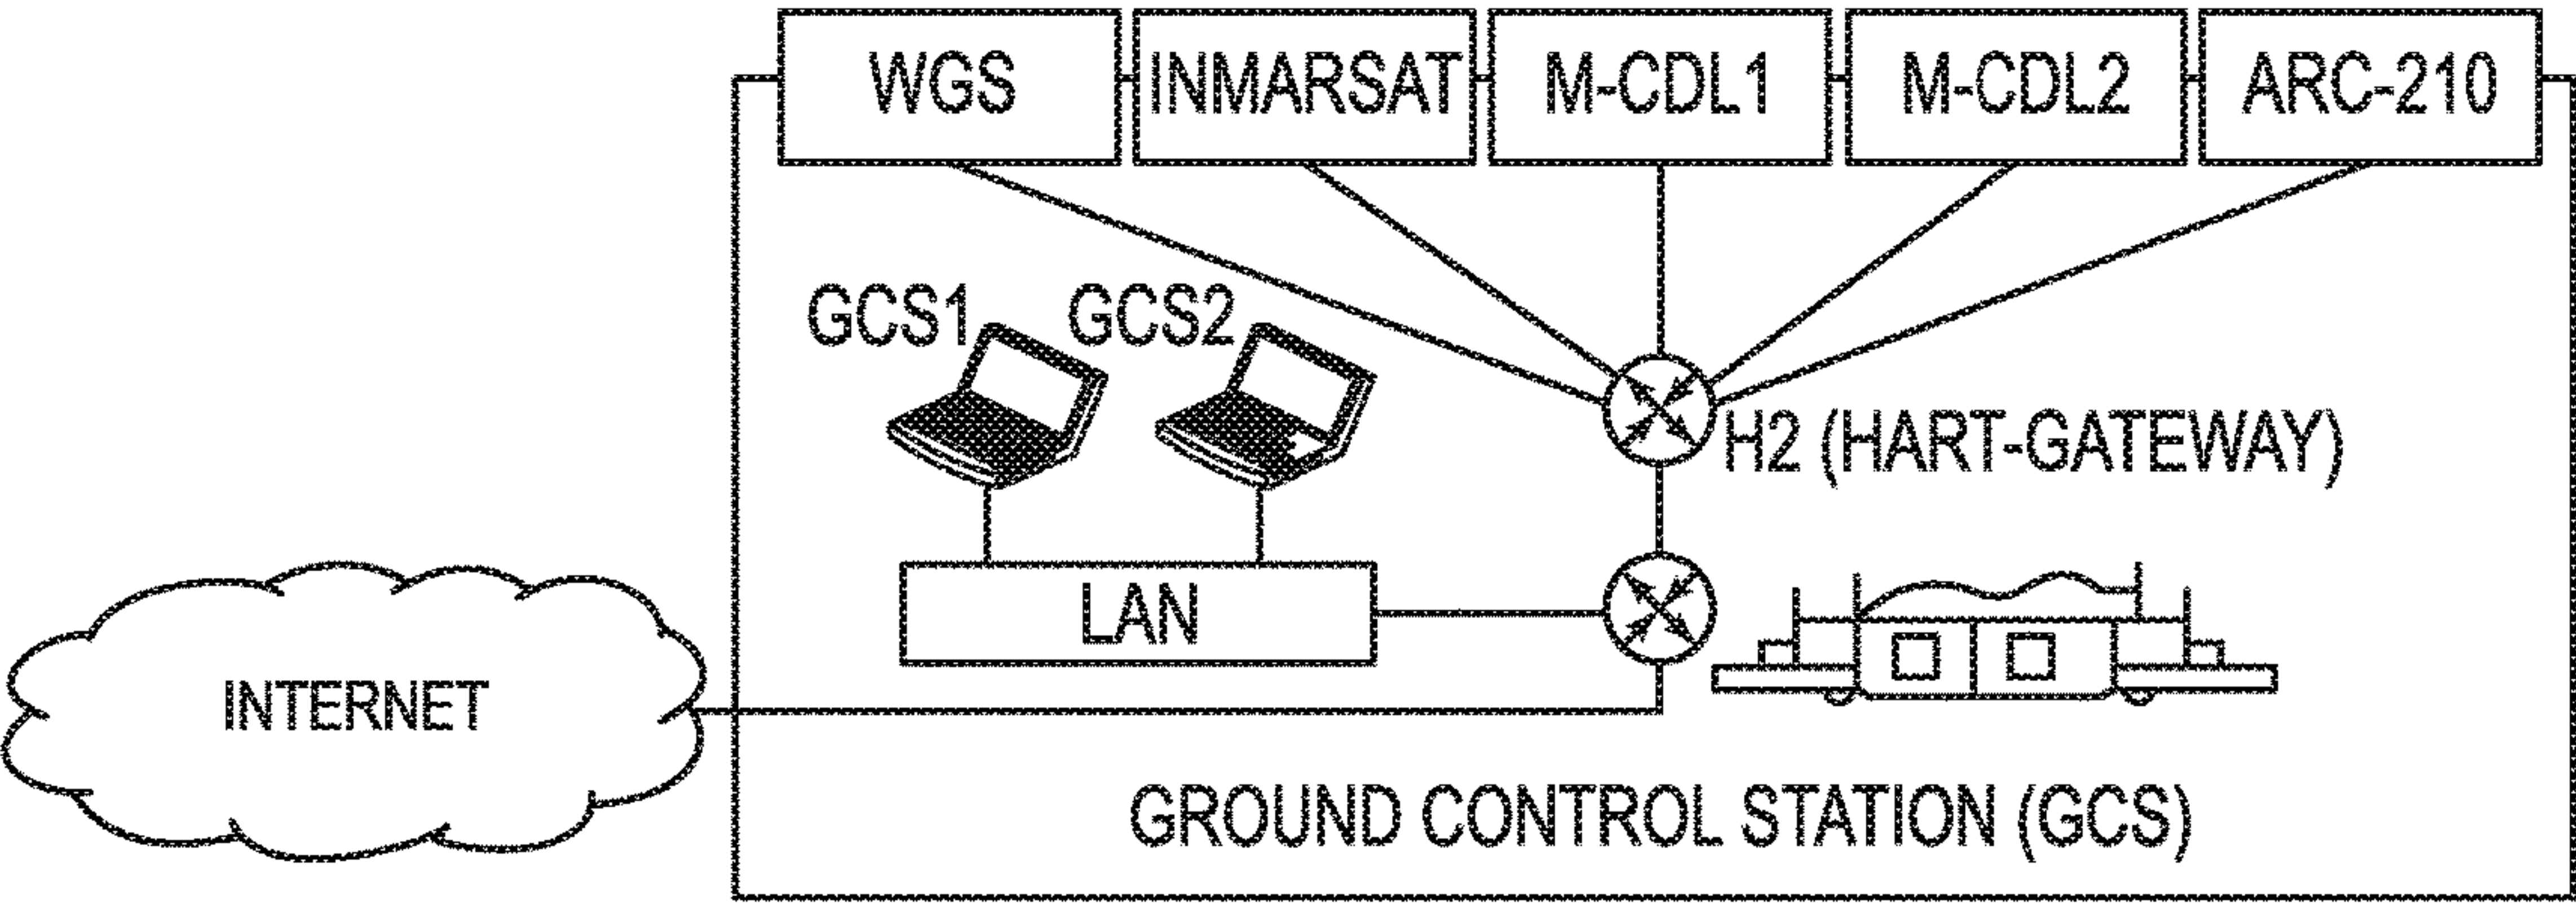 WGS
INMARSAT
M-CDL1
M-CDL2
ARC-210
GCS1
GCS2
H2 (HART-GATEWAY)
LAN
INTERNET
GROUND CONTROL STATION (GCS)